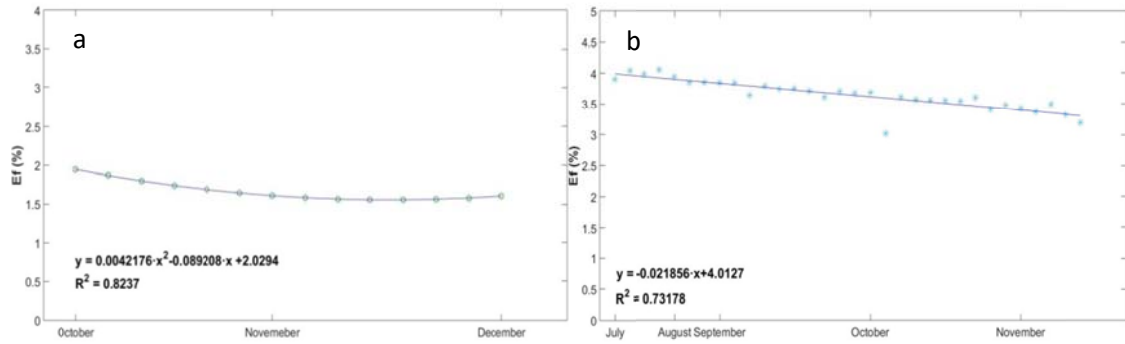 a
Ef (%)
4
3.5
3
2.5
2
1.5
1
0.5
0
y = 0.0042176·x²-0.089208·x +2.0294
R² = 0.8237
October
Novemeber
December
b
Ef (%)
5
4.5
4
3.5
3
2.5
2
1.5
1
0.5
0
y = -0.021856·x+4.0127
R² = 0.73178
July
August September
October
November